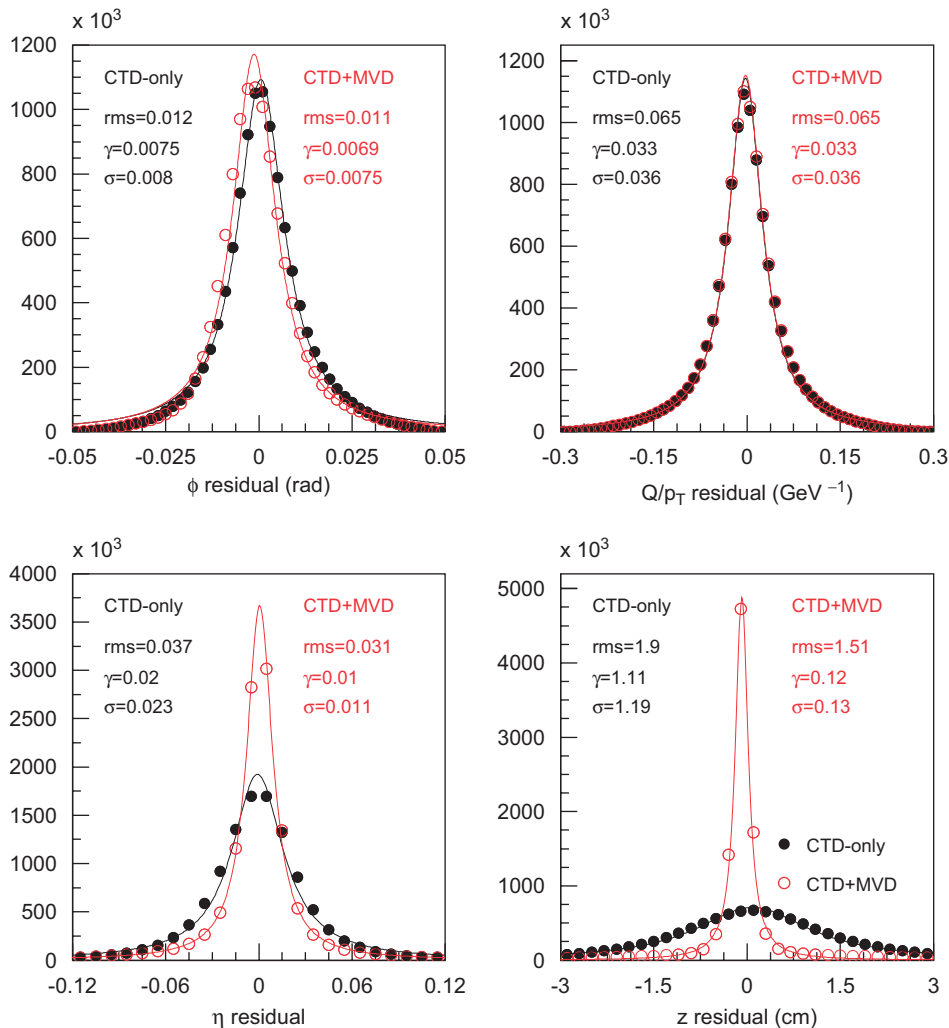 x 10³
x 10³
1200
1000
800
600
400
200
0
CTD-only
rms=0.012
γ=0.0075
σ=0.008
CTD+MVD
rms=0.011
γ=0.0069
σ=0.0075
-0.05
-0.025
0
0.025
0.05
ϕ residual (rad)
1200
1000
800
600
400
200
0
CTD-only
rms=0.065
γ=0.033
σ=0.036
CTD+MVD
rms=0.065
γ=0.033
σ=0.036
-0.3
-0.15
0
0.15
0.3
Q/pT residual (GeV ⁻¹)
x 10³
x 10³
4000
3500
3000
2500
2000
1500
1000
500
0
CTD-only
rms=0.037
γ=0.02
σ=0.023
CTD+MVD
rms=0.031
γ=0.01
σ=0.011
-0.12
-0.06
0
0.06
0.12
η residual
5000
4000
3000
2000
1000
0
CTD-only
rms=1.9
γ=1.11
σ=1.19
CTD+MVD
rms=1.51
γ=0.12
σ=0.13
CTD-only
CTD+MVD
-3
-1.5
0
1.5
3
z residual (cm)